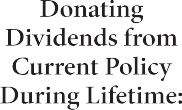 Donating
Dividends from
Current Policy
During Lifetime: